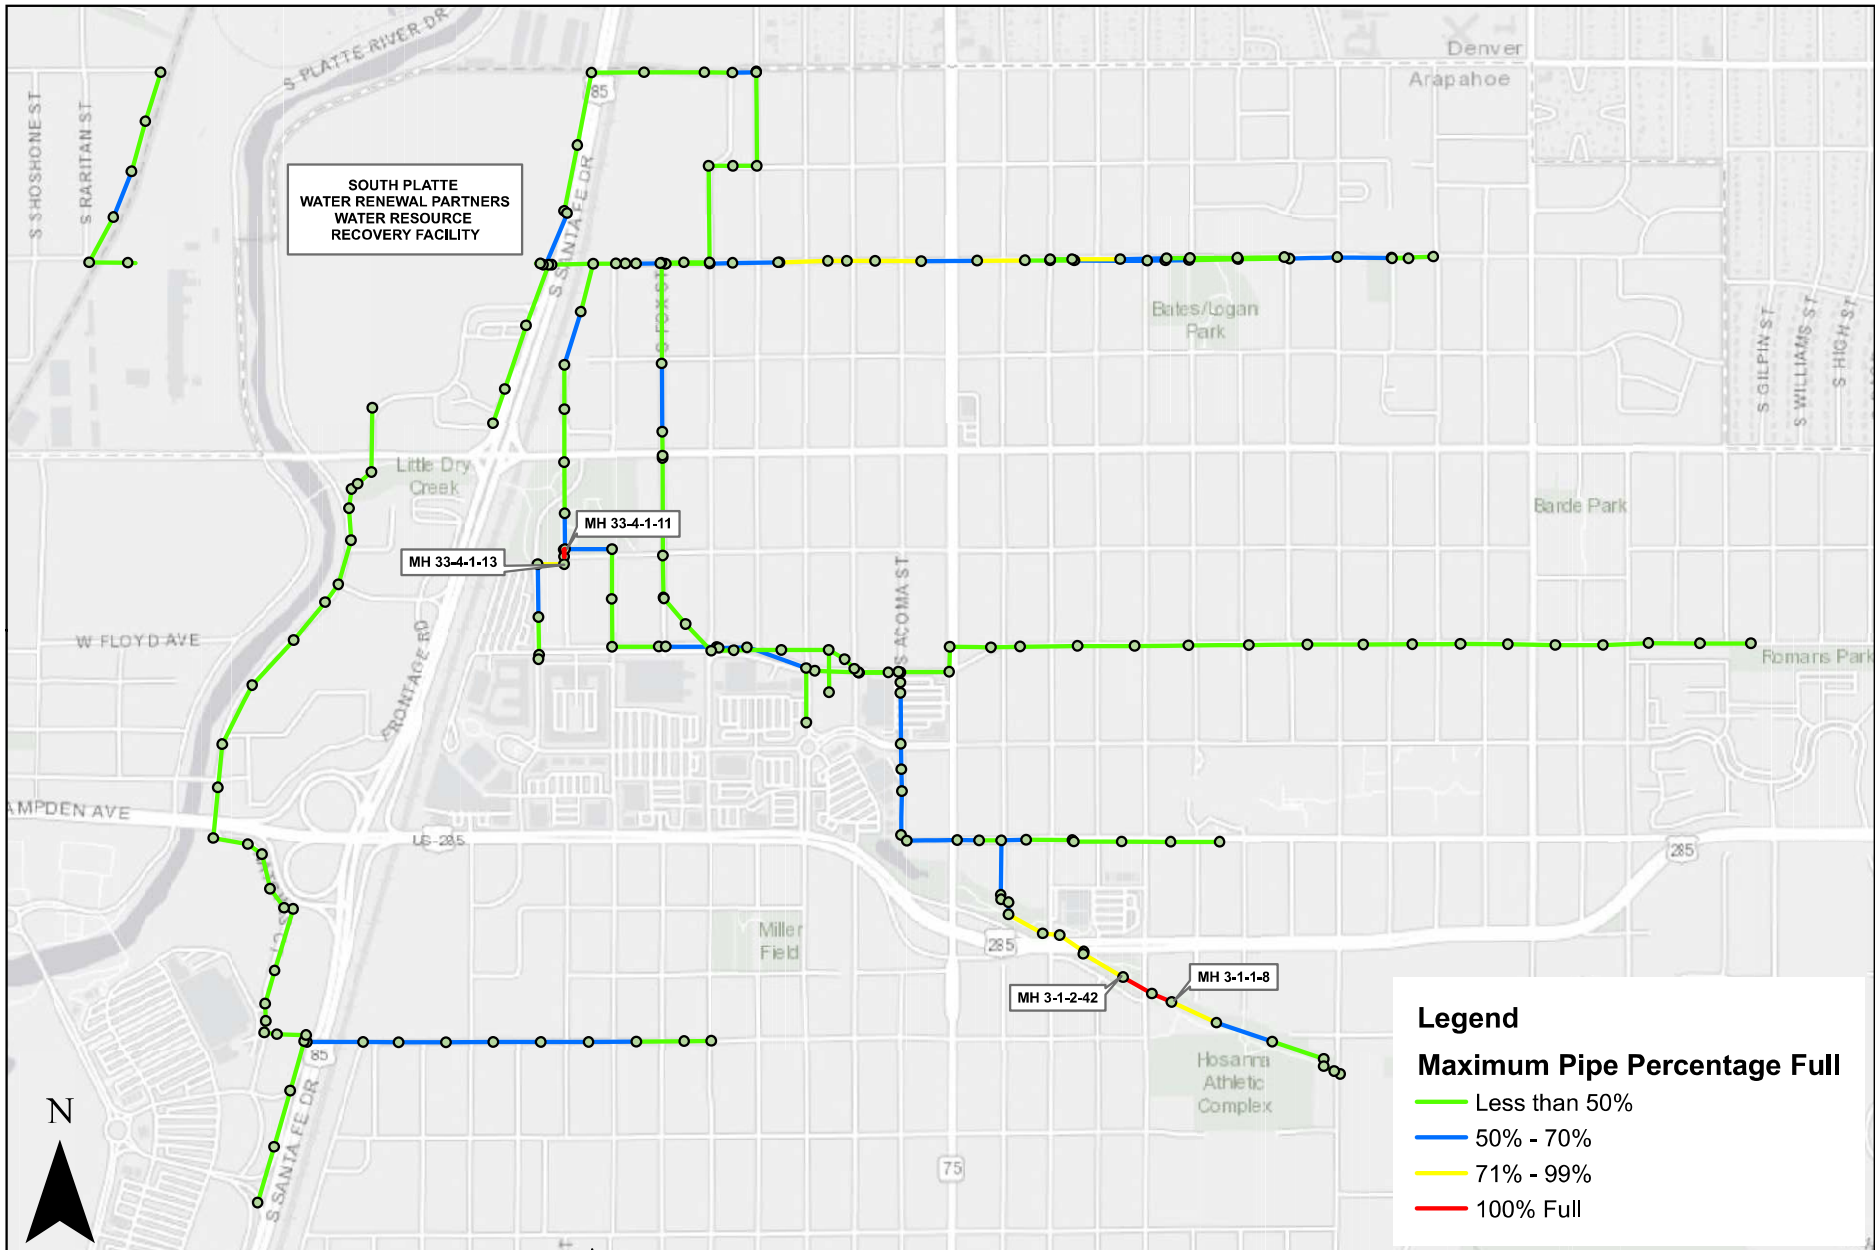 Denver
Arapahoe
S PLATTE RIVER DR
85
S SHOSHONE ST
S RARITAN ST
SOUTH PLATTE
WATER RENEWAL PARTNERS
WATER RESOURCE
RECOVERY FACILITY
S SANTA FE DR
S FOX ST
Bates/Logan
Park
S GILPIN ST
S WILLIAMS ST
S HIGH ST
Little Dry
Creek
Barde Park
MH 33-4-1-11
MH 33-4-1-13
S ACOMA ST
W FLOYD AVE
FRONTAGE RD
Romans Park
AMPDEN AVE
US-285
285
Miller
Field
285
MH 3-1-1-8
MH 3-1-2-42
Hosanna
Athletic
Complex
85
S SANTA FE DR
75
N
Legend
Maximum Pipe Percentage Full
Less than 50%
50% - 70%
71% - 99%
100% Full